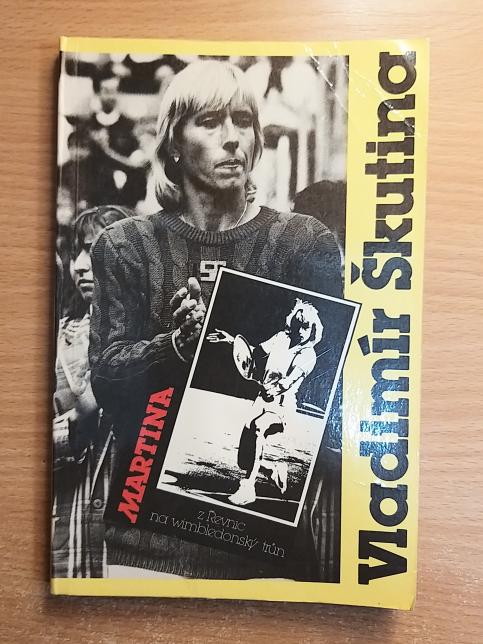 Vladimír Škutina
MARTINA
z Řevnic
na wimbledonský trůn